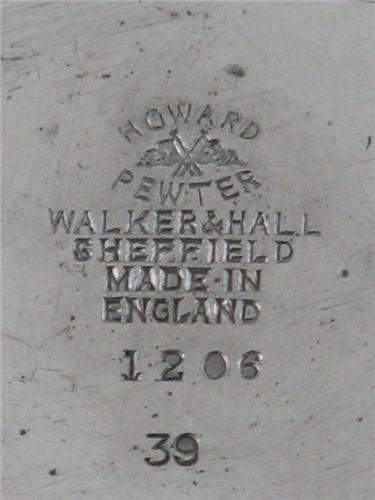 HOWARD
PEWTER
WALKER & HALL
SHEFFIELD
MADE·IN
ENGLAND
1206
39